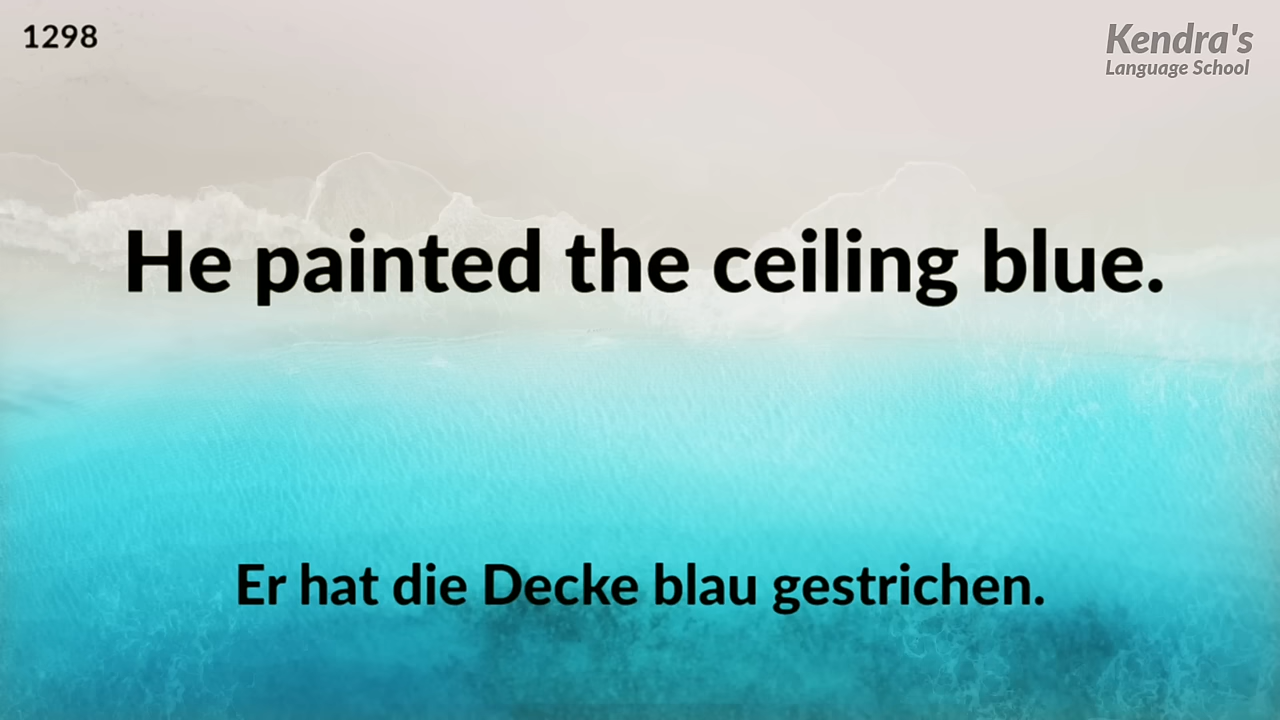 1298
Kendra's
Language School
He painted the ceiling blue.
Er hat die Decke blau gestrichen.